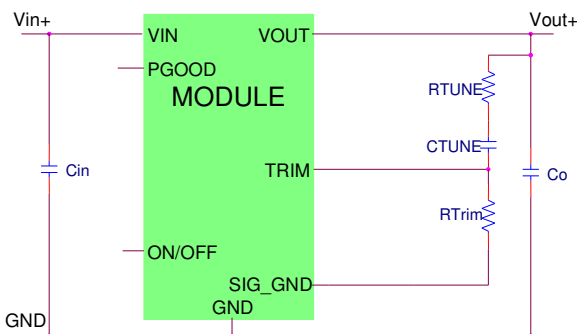 Vin+
Vout+
VIN
VOUT
PGOOD
RTUNE
MODULE
CTUNE
TRIM
Cin
Co
RTrim
ON/OFF
SIG_GND
GND
GND